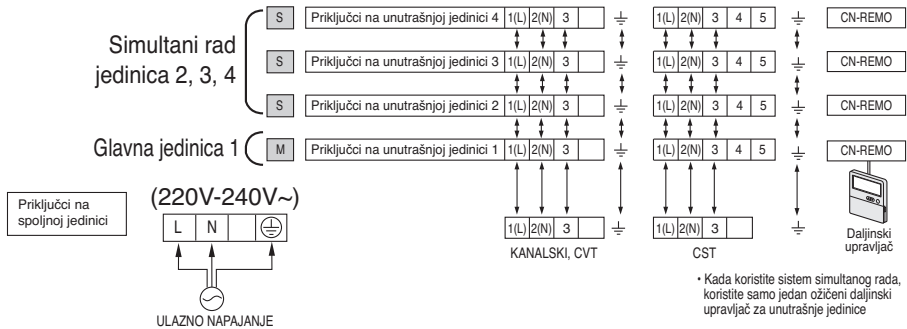 Simultani rad
jedinica 2, 3, 4
S Priključci na unutrašnjoj jedinici 4 1(L) 2(N) 3 1(L) 2(N) 3 4 5 CN-REMO
S Priključci na unutrašnjoj jedinici 3 1(L) 2(N) 3 1(L) 2(N) 3 4 5 CN-REMO
S Priključci na unutrašnjoj jedinici 2 1(L) 2(N) 3 1(L) 2(N) 3 4 5 CN-REMO
Glavna jedinica 1 M Priključci na unutrašnjoj jedinici 1 1(L) 2(N) 3 1(L) 2(N) 3 4 5 CN-REMO
Priključci na
spoljnoj jedinici
(220V-240V~)
L N
ULAZNO NAPAJANJE
1(L) 2(N) 3
KANALSKI, CVT
1(L) 2(N) 3
CST
Daljinski
upravljač
• Kada koristite sistem simultanog rada,
koristite samo jedan ožičeni daljinski
upravljač za unutrašnje jedinice